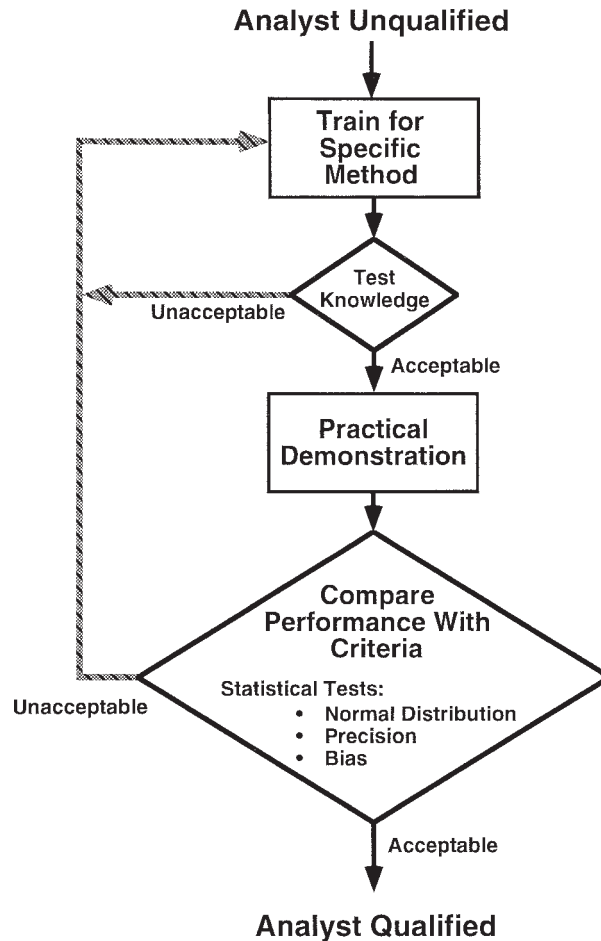 Analyst Unqualified
Train for
Specific
Method
Test
Knowledge
Unacceptable
Acceptable
Practical
Demonstration
Compare
Performance With
Criteria
Statistical Tests:
• Normal Distribution
• Precision
• Bias
Unacceptable
Acceptable
Analyst Qualified